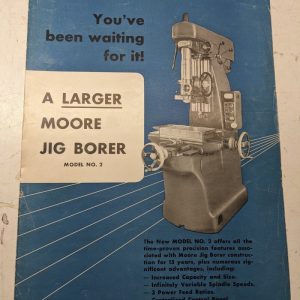 You've
been waiting
for it!
A LARGER
MOORE
JIG BORER
MODEL NO. 2
The New MODEL NO. 2 offers all the
time-proven precision features asso-
ciated with Moore Jig Borer construc-
tion for 13 years, plus numerous sig-
nificant advantages, including:
— Increased Capacity and Size.
— Infinitely Variable Spindle Speeds.
— 3 Power Feed Ratios.